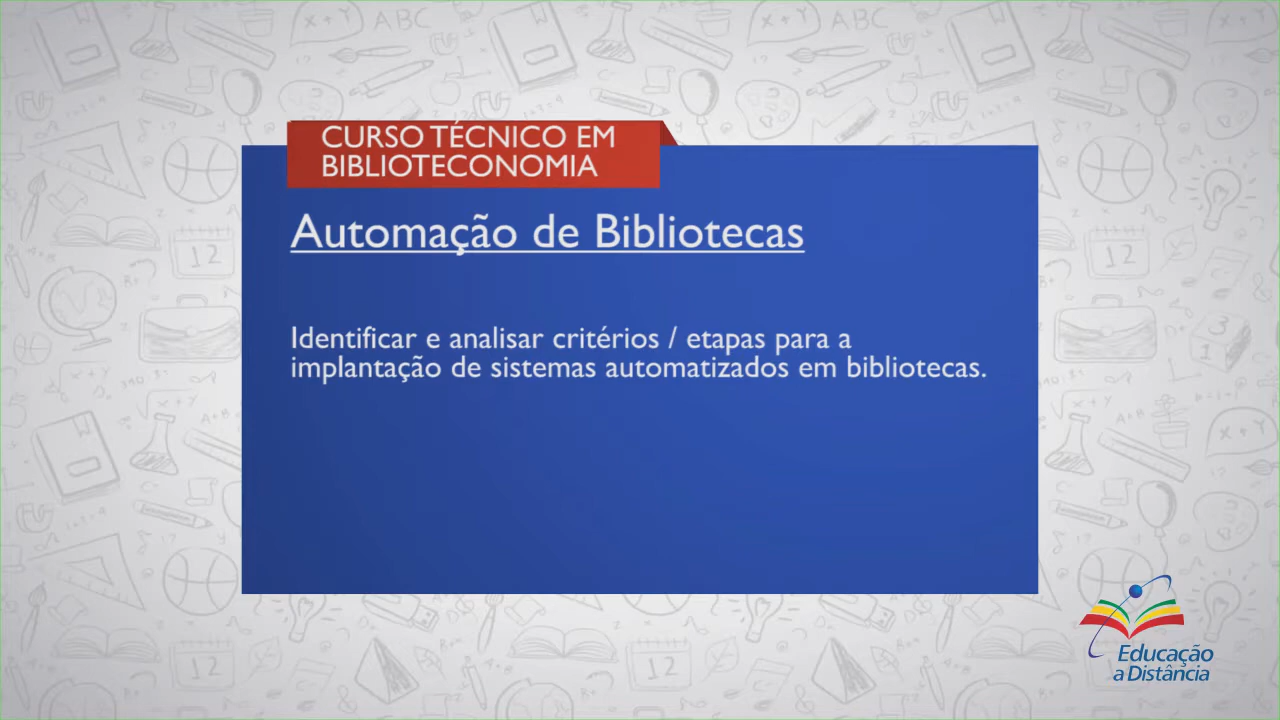 CURSO TÉCNICO EM
BIBLIOTECONOMIA
Automação de Bibliotecas
Identificar e analisar critérios / etapas para a
implantação de sistemas automatizados em bibliotecas.
Educação
a Distância